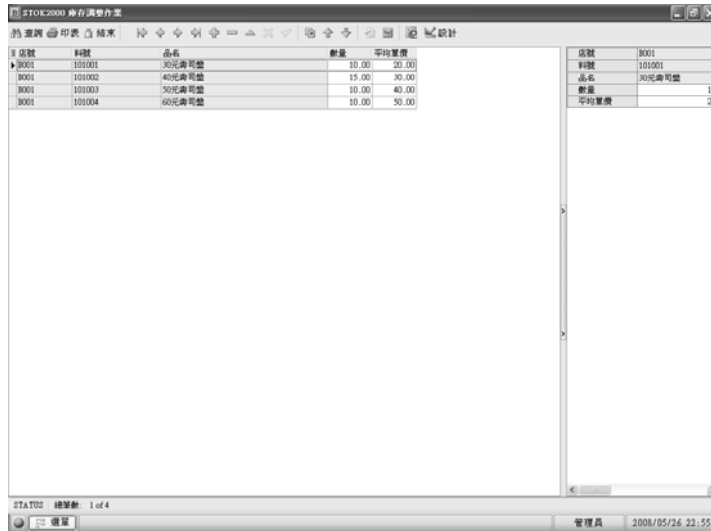 STOK2000 庫存調整作業
查詢 印表 結束 設計
店號 料號 品名 數量 平均單價
B001 101001 30元壽司盤 10.00 20.00
B001 101002 40元壽司盤 15.00 30.00
B001 101003 50元壽司盤 10.00 40.00
B001 101004 60元壽司盤 10.00 50.00
店號 B001
料號 101001
品名 30元壽司盤
數量 1
平均單價 2
STATUS 總筆數: 1 of 4
選單 管理員 2008/05/26 22:55